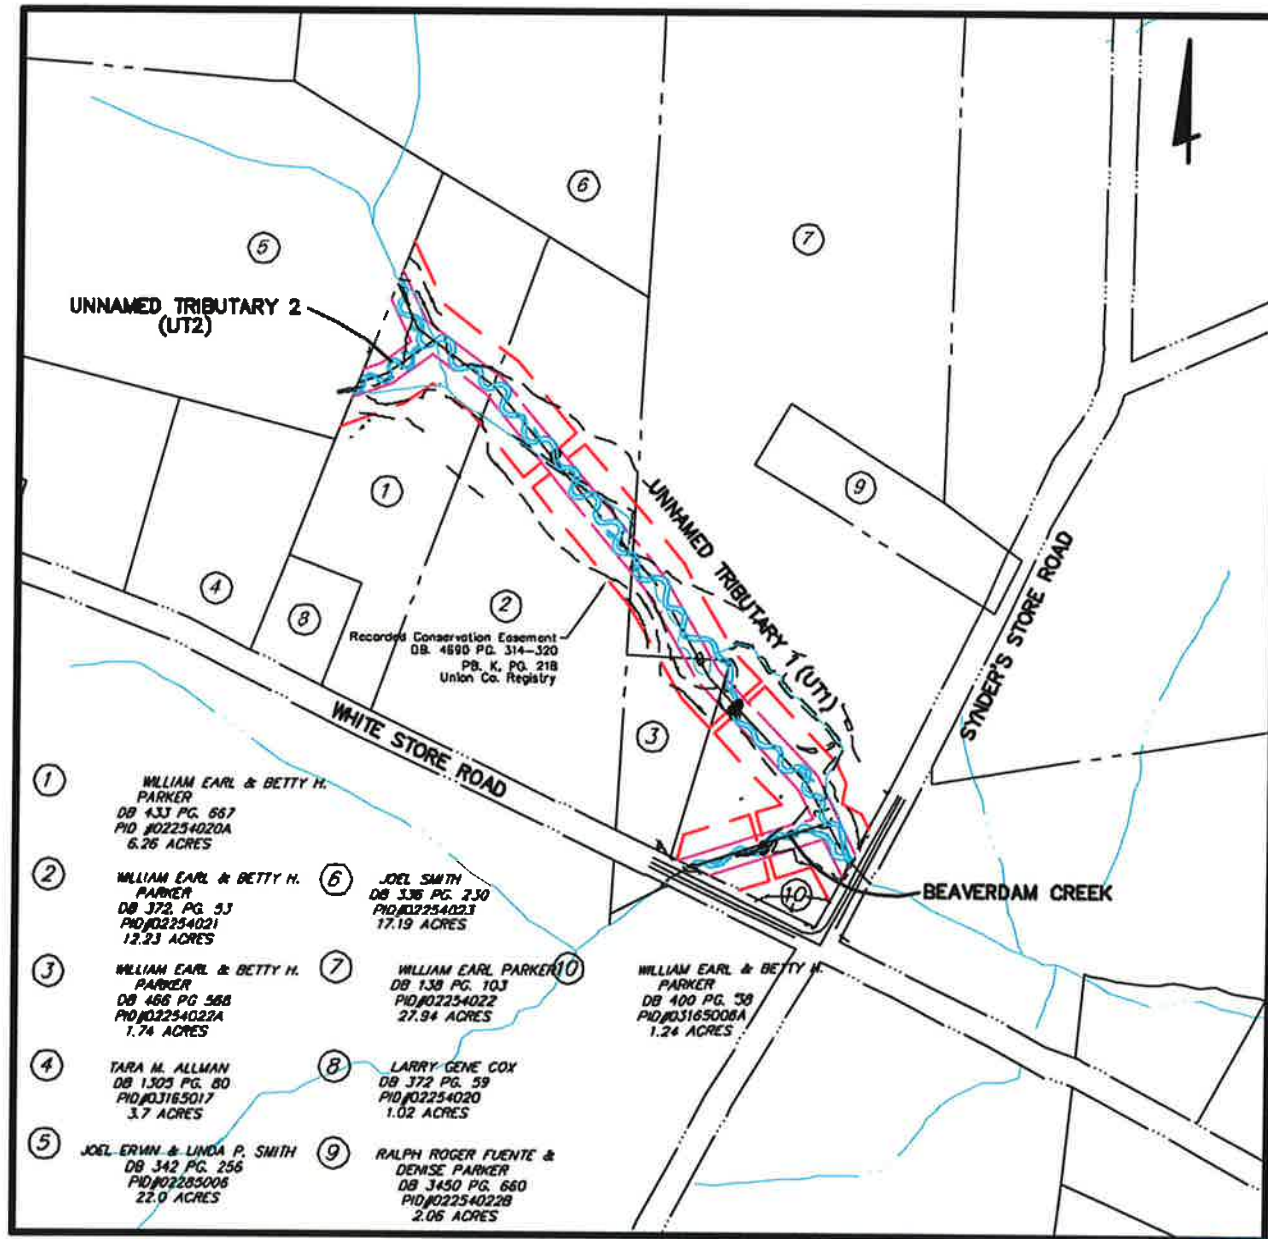 6
7
5
UNNAMED TRIBUTARY 2
(UT2)
9
1
UNNAMED TRIBUTARY 1 (UT1)
SYNDER'S STORE ROAD
4
8
2
Recorded Conservation Easement
DB. 4690 PG. 314-320
PB. K, PG. 218
Union Co. Registry
3
WHITE STORE ROAD
10
BEAVERDAM CREEK
1
WILLIAM EARL & BETTY H.
PARKER
DB 433 PG. 667
PID #02254020A
6.26 ACRES
2
WILLIAM EARL & BETTY H.
PARKER
DB 372, PG. 53
PID#02254021
12.23 ACRES
3
WILLIAM EARL & BETTY H.
PARKER
DB 466 PG 568
PID#02254022A
1.74 ACRES
4
TARA M. ALLMAN
DB 1305 PG. 80
PID#03165017
3.7 ACRES
5
JOEL ERVIN & LINDA P. SMITH
DB 342 PG. 256
PID#02285006
22.0 ACRES
6
JOEL SMITH
DB 336 PG. 230
PID#02254023
17.19 ACRES
7
WILLIAM EARL PARKER
DB 138 PG. 103
PID#02254022
27.94 ACRES
8
LARRY GENE COX
DB 372 PG. 59
PID#02254020
1.02 ACRES
9
RALPH ROGER FUENTE &
DENISE PARKER
DB 3450 PG. 660
PID#02254022B
2.06 ACRES
10
WILLIAM EARL & BETTY H.
PARKER
DB 400 PG. 58
PID#03165006A
1.24 ACRES